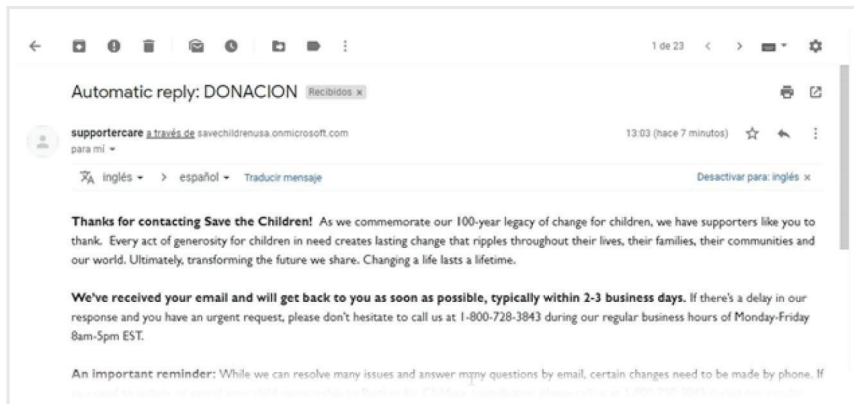 1 de 23
Automatic reply: DONACION Recibidos x
supportercare a través de savechildrenusa.onmicrosoft.com
13:03 (hace 7 minutos)
para mí
inglés > español Traducir mensaje
Desactivar para: inglés x
Thanks for contacting Save the Children! As we commemorate our 100-year legacy of change for children, we have supporters like you to
thank. Every act of generosity for children in need creates lasting change that ripples throughout their lives, their families, their communities and
our world. Ultimately, transforming the future we share. Changing a life lasts a lifetime.
We've received your email and will get back to you as soon as possible, typically within 2-3 business days. If there's a delay in our
response and you have an urgent request, please don't hesitate to call us at 1-800-728-3843 during our regular business hours of Monday-Friday
8am-5pm EST.
An important reminder: While we can resolve many issues and answer many questions by email, certain changes need to be made by phone. If